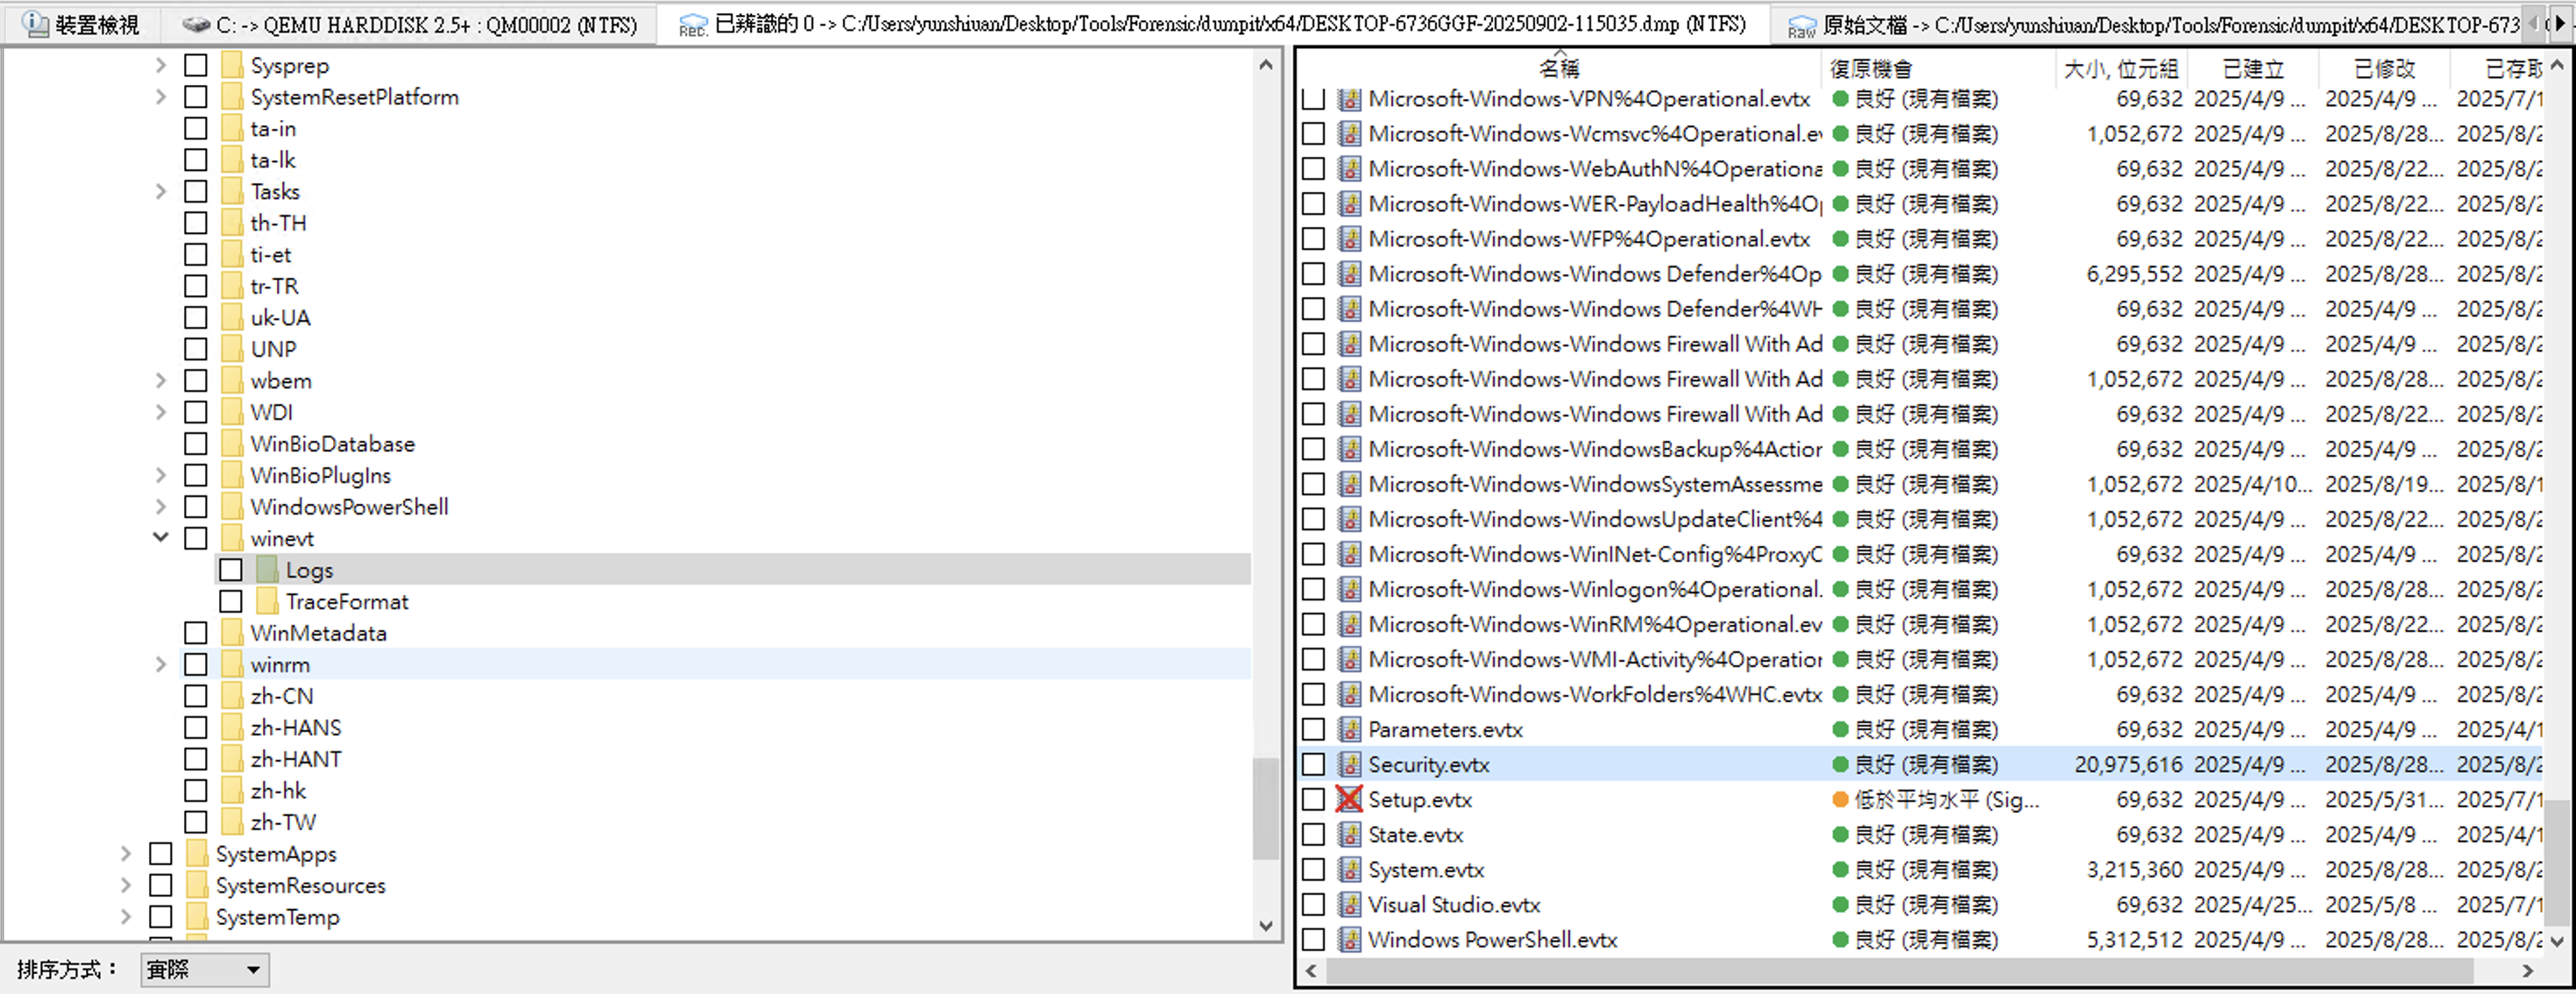 裝置檢視
C: -> QEMU HARDDISK 2.5+ : QM00002 (NTFS)
Rec. 已辨識的 0 -> C:/Users/yunshiuan/Desktop/Tools/Forensic/dumpit/x64/DESKTOP-6736GGF-20250902-115035.dmp (NTFS)
Raw 原始文檔 -> C:/Users/yunshiuan/Desktop/Tools/Forensic/dumpit/x64/DESKTOP-673
Sysprep
SystemResetPlatform
ta-in
ta-lk
Tasks
th-TH
ti-et
tr-TR
uk-UA
UNP
wbem
WDI
WinBioDatabase
WinBioPlugIns
WindowsPowerShell
winevt
Logs
TraceFormat
WinMetadata
winrm
zh-CN
zh-HANS
zh-HANT
zh-hk
zh-TW
SystemApps
SystemResources
SystemTemp
排序方式： 實際
名稱 復原機會 大小, 位元組 已建立 已修改 已存取
Microsoft-Windows-VPN%4Operational.evtx 良好 (現有檔案) 69,632 2025/4/9 ... 2025/4/9 ... 2025/7/1
Microsoft-Windows-Wcmsvc%4Operational.ev 良好 (現有檔案) 1,052,672 2025/4/9 ... 2025/8/28... 2025/8/2
Microsoft-Windows-WebAuthN%4Operationa 良好 (現有檔案) 69,632 2025/4/9 ... 2025/8/22... 2025/8/2
Microsoft-Windows-WER-PayloadHealth%4O 良好 (現有檔案) 69,632 2025/4/9 ... 2025/8/22... 2025/8/2
Microsoft-Windows-WFP%4Operational.evtx 良好 (現有檔案) 69,632 2025/4/9 ... 2025/8/22... 2025/8/2
Microsoft-Windows-Windows Defender%4Op 良好 (現有檔案) 6,295,552 2025/4/9 ... 2025/8/28... 2025/8/2
Microsoft-Windows-Windows Defender%4WH 良好 (現有檔案) 69,632 2025/4/9 ... 2025/8/22... 2025/8/2
Microsoft-Windows-Windows Firewall With Ad 良好 (現有檔案) 69,632 2025/4/9 ... 2025/4/9 ... 2025/8/2
Microsoft-Windows-Windows Firewall With Ad 良好 (現有檔案) 1,052,672 2025/4/9 ... 2025/8/28... 2025/8/2
Microsoft-Windows-Windows Firewall With Ad 良好 (現有檔案) 69,632 2025/4/9 ... 2025/8/22... 2025/8/2
Microsoft-Windows-WindowsBackup%4Action 良好 (現有檔案) 69,632 2025/4/9 ... 2025/4/9 ... 2025/8/2
Microsoft-Windows-WindowsSystemAssessme 良好 (現有檔案) 1,052,672 2025/4/10... 2025/8/19... 2025/8/1
Microsoft-Windows-WindowsUpdateClient%4 良好 (現有檔案) 1,052,672 2025/4/9 ... 2025/8/22... 2025/8/2
Microsoft-Windows-WinINet-Config%4ProxyC 良好 (現有檔案) 69,632 2025/4/9 ... 2025/8/22... 2025/8/2
Microsoft-Windows-Winlogon%4Operational. 良好 (現有檔案) 1,052,672 2025/4/9 ... 2025/8/28... 2025/8/2
Microsoft-Windows-WinRM%4Operational.ev 良好 (現有檔案) 1,052,672 2025/4/9 ... 2025/8/22... 2025/8/2
Microsoft-Windows-WMI-Activity%4Operation 良好 (現有檔案) 1,052,672 2025/4/9 ... 2025/8/28... 2025/8/2
Microsoft-Windows-WorkFolders%4WHC.evtx 良好 (現有檔案) 69,632 2025/4/9 ... 2025/4/9 ... 2025/8/2
Parameters.evtx 良好 (現有檔案) 69,632 2025/4/9 ... 2025/4/9 ... 2025/4/1
Security.evtx 良好 (現有檔案) 20,975,616 2025/4/9 ... 2025/8/28... 2025/8/2
Setup.evtx 低於平均水平 (Sig... 69,632 2025/4/9 ... 2025/5/31... 2025/7/1
State.evtx 良好 (現有檔案) 69,632 2025/4/9 ... 2025/4/9 ... 2025/4/1
System.evtx 良好 (現有檔案) 3,215,360 2025/4/9 ... 2025/8/28... 2025/8/2
Visual Studio.evtx 良好 (現有檔案) 69,632 2025/4/25... 2025/5/8 ... 2025/7/1
Windows PowerShell.evtx 良好 (現有檔案) 5,312,512 2025/4/9 ... 2025/8/28... 2025/8/2